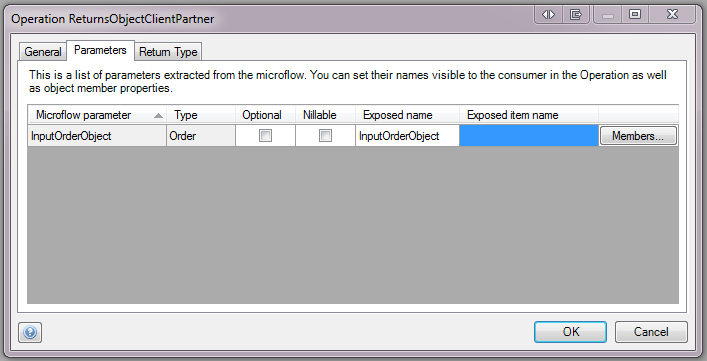 Operation ReturnsObjectClientPartner
General Parameters Return Type
This is a list of parameters extracted from the microflow. You can set their names visible to the consumer in the Operation as well
as object member properties.
Microflow parameter Type Optional Nillable Exposed name Exposed item name
InputOrderObject Order InputOrderObject Members...
OK Cancel